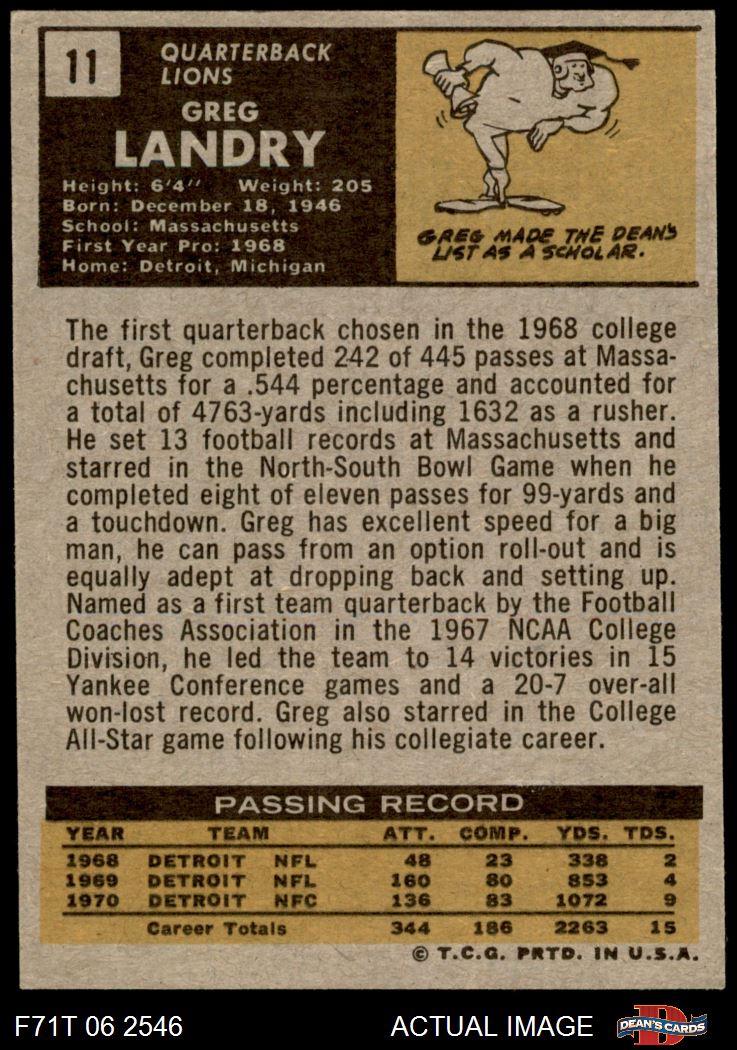 11
QUARTERBACK
LIONS
GREG
LANDRY
Height: 6'4" Weight: 205
Born: December 18, 1946
School: Massachusetts
First Year Pro: 1968
Home: Detroit, Michigan
GREG MADE THE DEAN'S
LIST AS A SCHOLAR.
The first quarterback chosen in the 1968 college
draft, Greg completed 242 of 445 passes at Massa-
chusetts for a .544 percentage and accounted for
a total of 4763-yards including 1632 as a rusher.
He set 13 football records at Massachusetts and
starred in the North-South Bowl Game when he
completed eight of eleven passes for 99-yards and
a touchdown. Greg has excellent speed for a big
man, he can pass from an option roll-out and is
equally adept at dropping back and setting up.
Named as a first team quarterback by the Football
Coaches Association in the 1967 NCAA College
Division, he led the team to 14 victories in 15
Yankee Conference games and a 20-7 over-all
won-lost record. Greg also starred in the College
All-Star game following his collegiate career.
PASSING RECORD
YEAR TEAM ATT. COMP. YDS. TDS.
1968 DETROIT NFL 48 23 338 2
1969 DETROIT NFL 160 80 853 4
1970 DETROIT NFC 136 83 1072 9
Career Totals 344 186 2263 15
© T.C.G. PRTD. IN U.S.A.
F71T 06 2546 ACTUAL IMAGE D DEAN'S CARDS